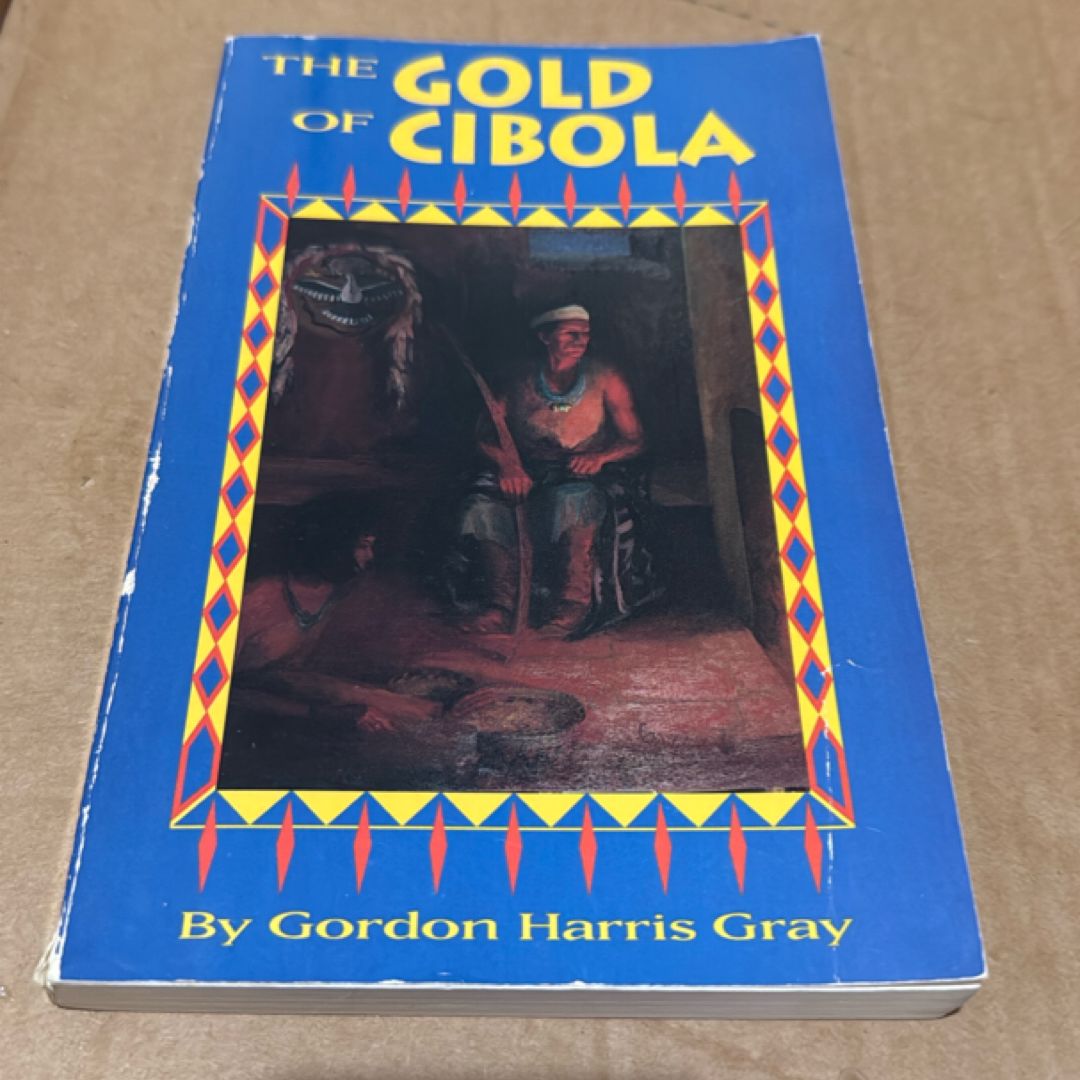 THE GOLD
OF CIBOLA
By Gordon Harris Gray